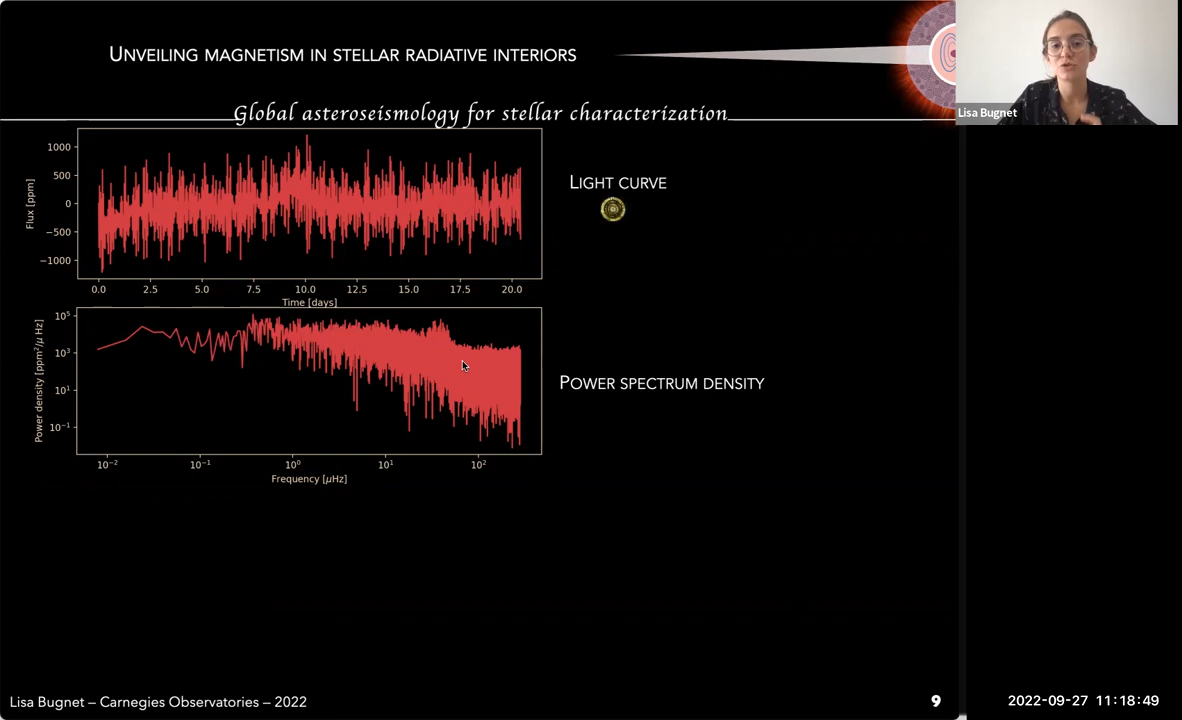 UNVEILING MAGNETISM IN STELLAR RADIATIVE INTERIORS
Lisa Bugnet
Global asteroseismology for stellar characterization
1000
500
0
−500
−1000
Flux [ppm]
0.0 2.5 5.0 7.5 10.0 12.5 15.0 17.5 20.0
Time [days]
LIGHT CURVE
10⁵
10³
10¹
10⁻¹
Power density [ppm²/μ Hz]
10⁻² 10⁻¹ 10⁰ 10¹ 10²
Frequency [μHz]
POWER SPECTRUM DENSITY
Lisa Bugnet – Carnegies Observatories – 2022
9
2022-09-27 11:18:49